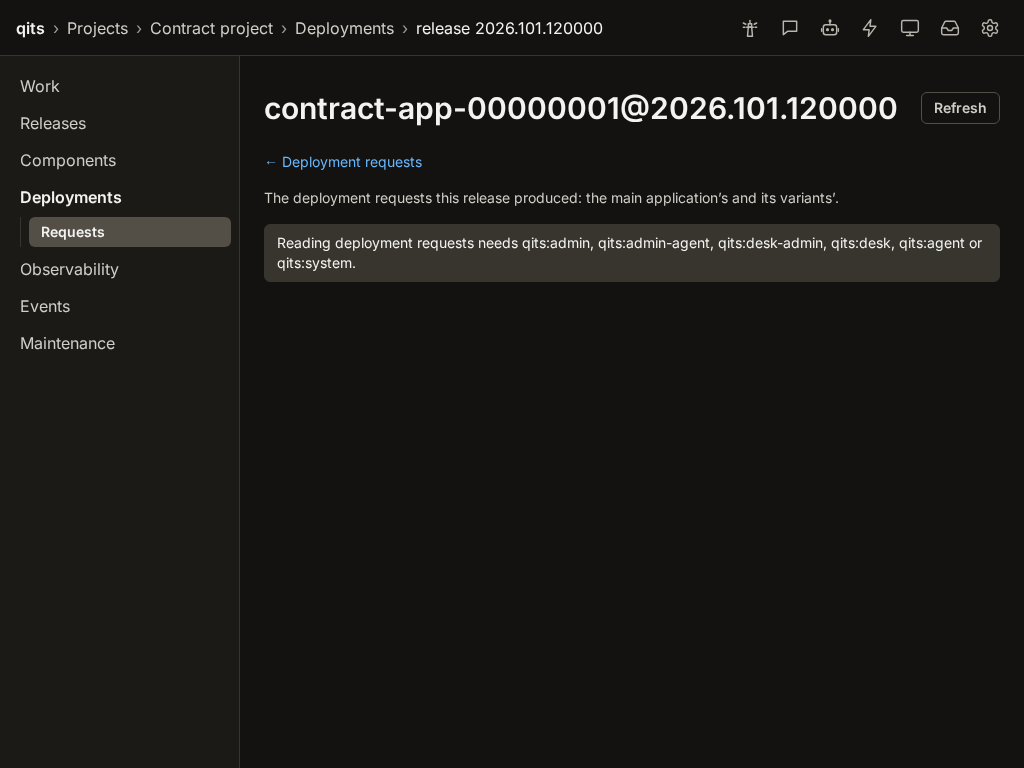 qits › Projects › Contract project › Deployments › release 2026.101.120000
Work
Releases
Components
Deployments
Requests
Observability
Events
Maintenance
contract-app-00000001@2026.101.120000
Refresh
← Deployment requests
The deployment requests this release produced: the main application’s and its variants’.
Reading deployment requests needs qits:admin, qits:admin-agent, qits:desk-admin, qits:desk, qits:agent or
qits:system.